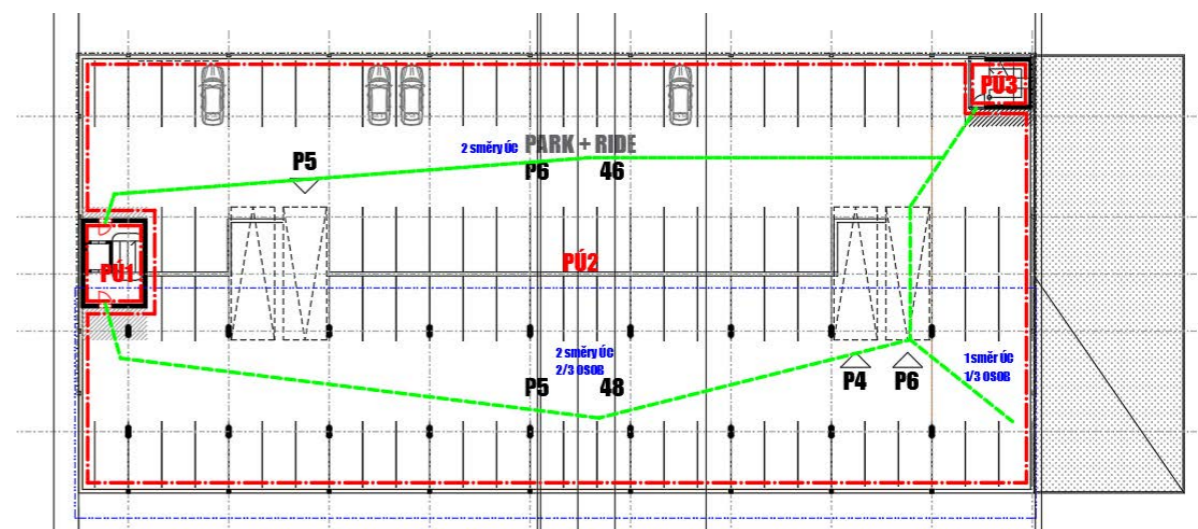 PÚ3
PARK + RIDE
2 směry ÚC
P5
P6 46
PÚ2
PÚ1
2 směry ÚC
2/3 OSOB
1 směr ÚC
1/3 OSOB
P5 48
P4
P6